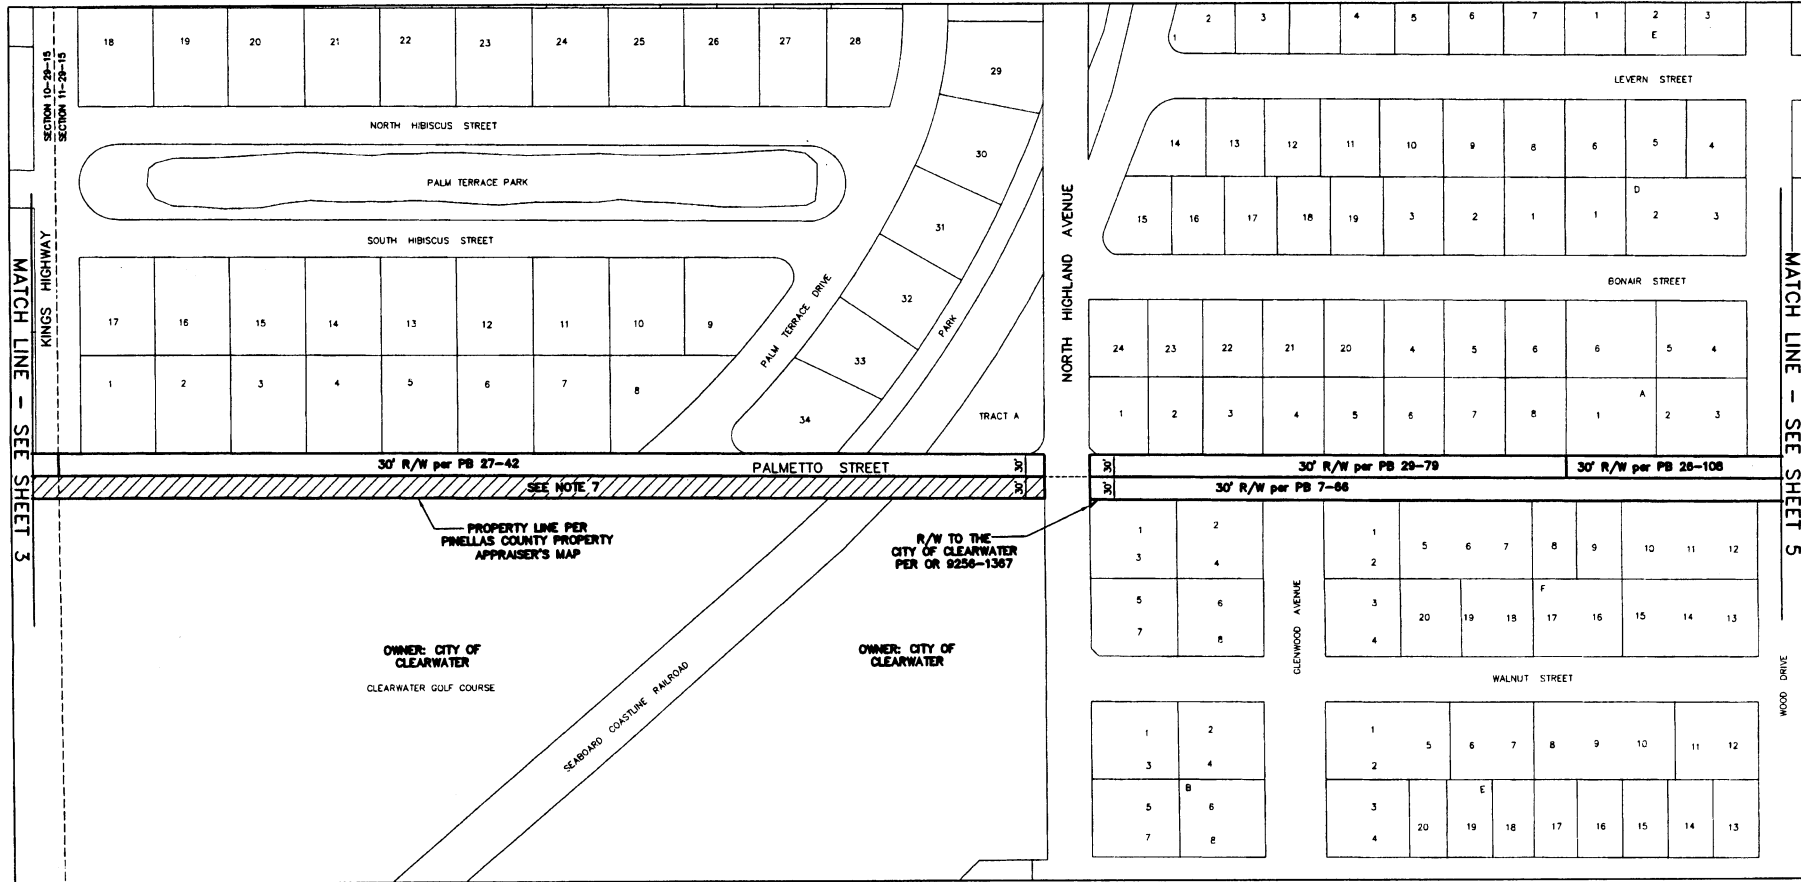 18 19 20 21 22 23 24 25 26 27 28
29
30
31
32
33
34
SECTION 10-29-15
SECTION 11-29-15
NORTH HIBISCUS STREET
PALM TERRACE PARK
SOUTH HIBISCUS STREET
KINGS HIGHWAY
MATCH LINE - SEE SHEET 3
17 16 15 14 13 12 11 10 9
1 2 3 4 5 6 7 8
PALM TERRACE DRIVE
PARK
TRACT A
NORTH HIGHLAND AVENUE
1 2 3 4 5 6 7 1 2 3
E
LEVERN STREET
14 13 12 11 10 9 8 6 5 4
D
15 16 17 18 19 3 2 1 1 2 3
BONAIR STREET
24 23 22 21 20 4 5 6 6 5 4
A
1 2 3 4 5 6 7 8 1 2 3
MATCH LINE - SEE SHEET 5
30' R/W per PB 27-42
PALMETTO STREET
30'
30'
30'
30'
30' R/W per PB 29-79
30' R/W per PB 26-108
SEE NOTE 7
30' R/W per PB 7-66
PROPERTY LINE PER
PINELLAS COUNTY PROPERTY
APPRAISER'S MAP
R/W TO THE
CITY OF CLEARWATER
PER OR 9256-1367
OWNER: CITY OF
CLEARWATER
CLEARWATER GOLF COURSE
OWNER: CITY OF
CLEARWATER
SEABOARD COASTLINE RAILROAD
1 2
3 4
5 6
7 8
GLENWOOD AVENUE
1
2
5 6 7 8 9 10 11 12
F
3
4
20 19 18 17 16 15 14 13
WALNUT STREET
WOOD DRIVE
1 2
3 4
B
5 6
7 8
1
2
5 6 7 8 9 10 11 12
E
3
4
20 19 18 17 16 15 14 13